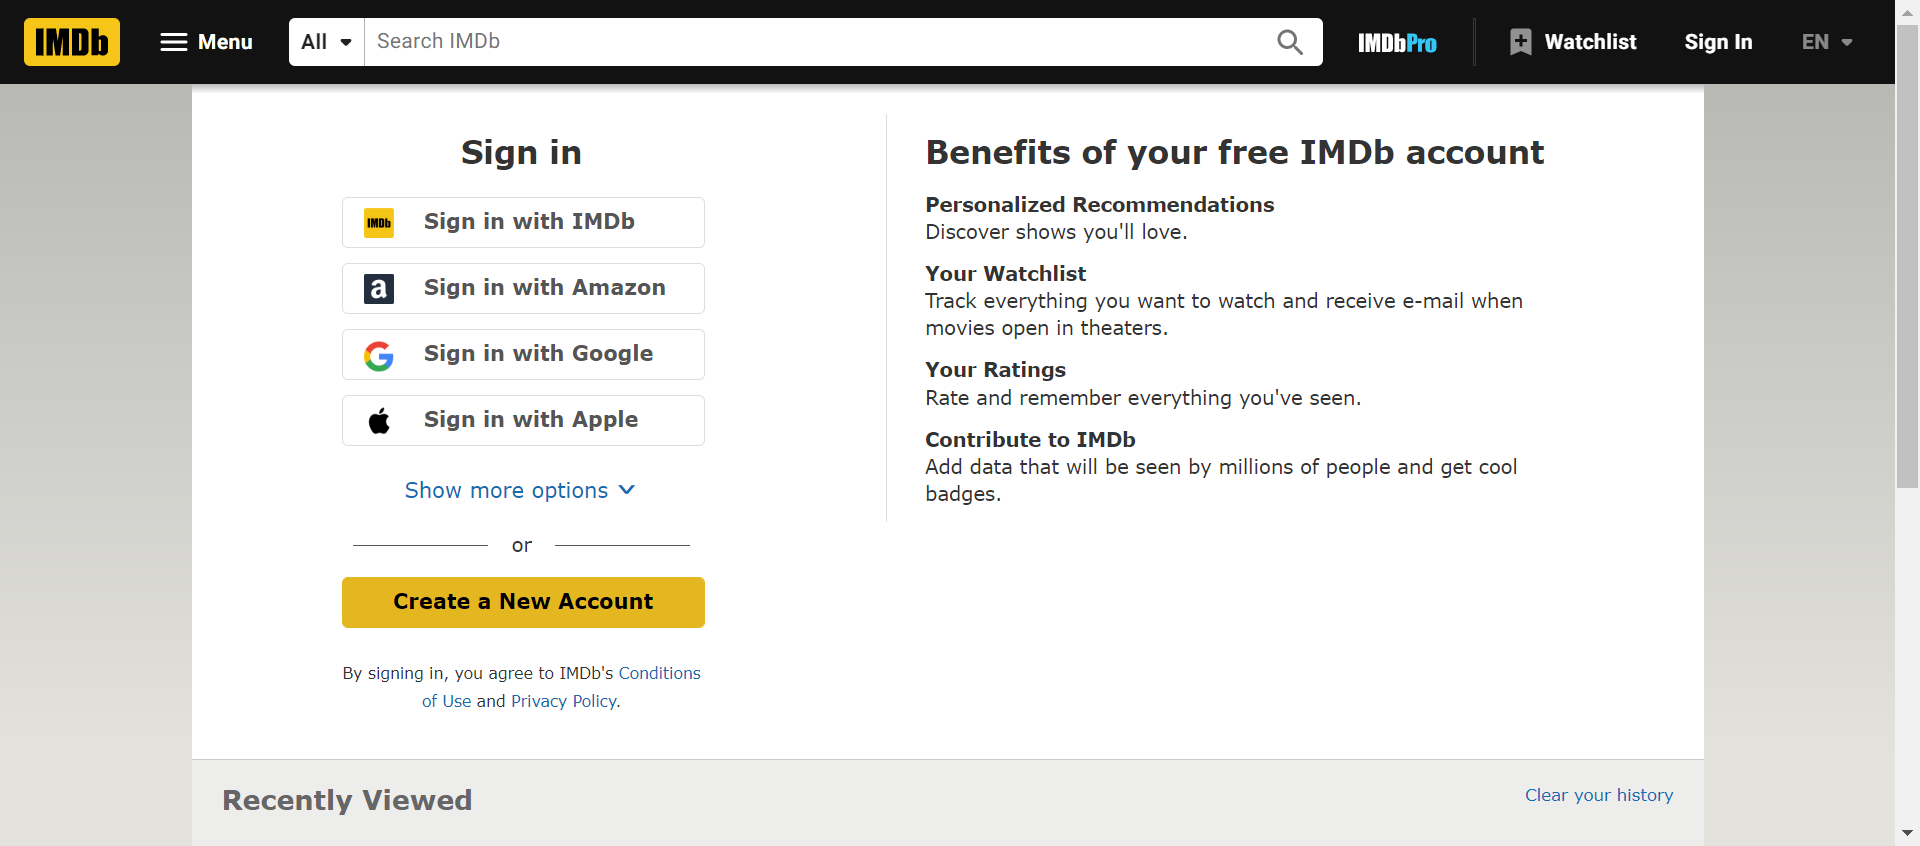 IMDb
Menu
All
Search IMDb
IMDbPro
Watchlist
Sign In
EN
Sign in
IMDb
Sign in with IMDb
a
Sign in with Amazon
G
Sign in with Google
Sign in with Apple
Show more options
or
Create a New Account
By signing in, you agree to IMDb's Conditions
of Use and Privacy Policy.
Benefits of your free IMDb account
Personalized Recommendations
Discover shows you'll love.
Your Watchlist
Track everything you want to watch and receive e-mail when
movies open in theaters.
Your Ratings
Rate and remember everything you've seen.
Contribute to IMDb
Add data that will be seen by millions of people and get cool
badges.
Recently Viewed
Clear your history